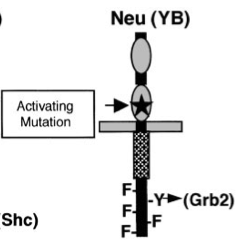 )
Neu (YB)
Activating
Mutation
F
Y (Grb2)
F
F
F
(Shc)